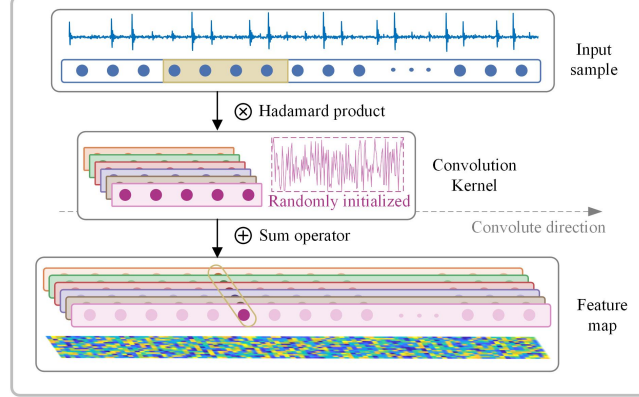 Input
sample
Hadamard product
Convolution
Kernel
Randomly initialized
Convolute direction
Sum operator
Feature
map